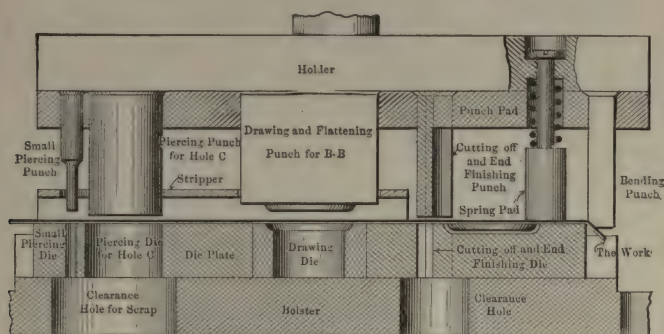 Holder
Small
Piercing
Punch
Piercing Punch
for Hole C
Stripper
Drawing and Flattening
Punch for B-B
Punch Pad
Cutting off
and End
Finishing
Punch
Spring Pad
Bending
Punch
Small
Piercing
Die
Piercing Die
for Hole C
Die Plate
Drawing
Die
Cutting off and End
Finishing Die
The Work
Clearance
Hole for Scrap
Bolster
Clearance
Hole